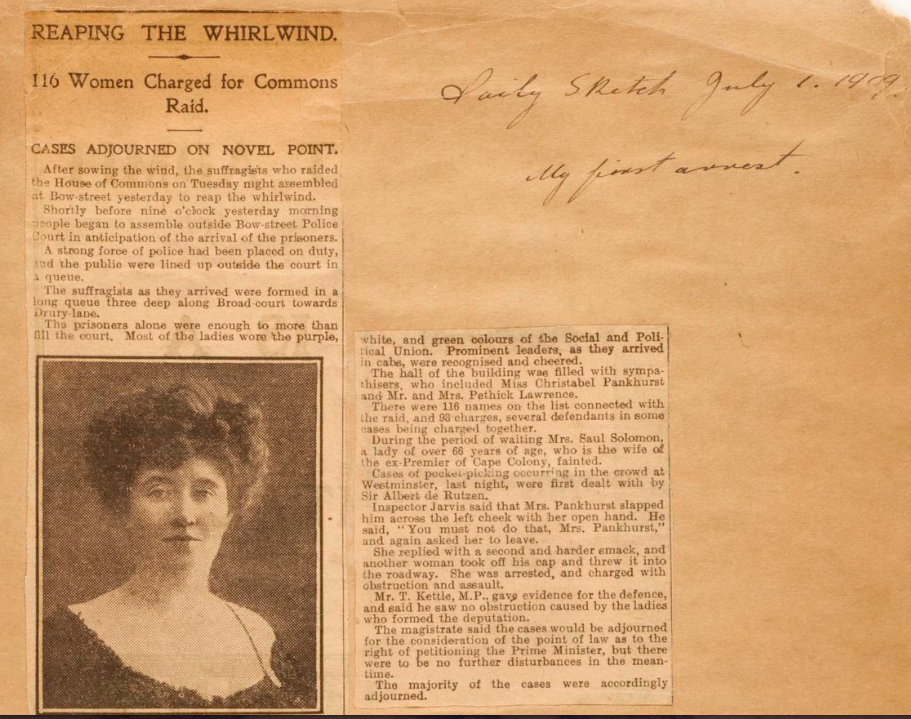 REAPING THE WHIRLWIND.
116 Women Charged for Commons
Raid.
CASES ADJOURNED ON NOVEL POINT.
After sowing the wind, the suffragists who raided
the House of Commons on Tuesday night assembled
at Bow-street yesterday to reap the whirlwind.
Shortly before nine o'clock yesterday morning
people began to assemble outside Bow-street Police
Court in anticipation of the arrival of the prisoners.
A strong force of police had been placed on duty,
and the public were lined up outside the court in
a queue.
The suffragists as they arrived were formed in a
long queue three deep along Broad-court towards
Drury-lane.
The prisoners alone were enough to more than
fill the court. Most of the ladies wore the purple,
white, and green colours of the Social and Poli-
tical Union. Prominent leaders, as they arrived
in cabs, were recognised and cheered.
The hall of the building was filled with sympa-
thisers, who included Miss Christabel Pankhurst
and Mr. and Mrs. Pethick Lawrence.
There were 116 names on the list connected with
the raid, and 93 charges, several defendants in some
cases being charged together.
During the period of waiting Mrs. Saul Solomon,
a lady of over 66 years of age, who is the wife of
the ex-Premier of Cape Colony, fainted.
Cases of pocket-picking occurring in the crowd at
Westminster, last night, were first dealt with by
Sir Albert de Rutzen.
Inspector Jarvis said that Mrs. Pankhurst slapped
him across the left cheek with her open hand. He
said, "You must not do that, Mrs. Pankhurst,"
and again asked her to leave.
She replied with a second and harder smack, and
another woman took off his cap and threw it into
the roadway. She was arrested, and charged with
obstruction and assault.
Mr. T. Kettle, M.P., gave evidence for the defence,
and said he saw no obstruction caused by the ladies
who formed the deputation.
The magistrate said the cases would be adjourned
for the consideration of the point of law as to the
right of petitioning the Prime Minister, but there
were to be no further disturbances in the mean-
time.
The majority of the cases were accordingly
adjourned.
Daily Sketch July 1. 1909.
My first arrest.